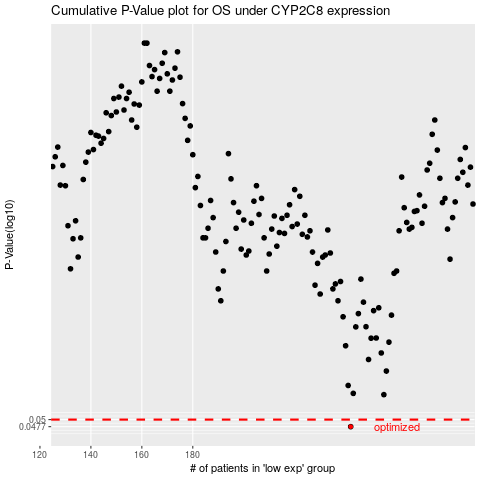 Cumulative P-Value plot for OS under CYP2C8 expression
P-Value(log10)
0.05
0.0477
optimized
120 140 160 180
# of patients in 'low exp' group